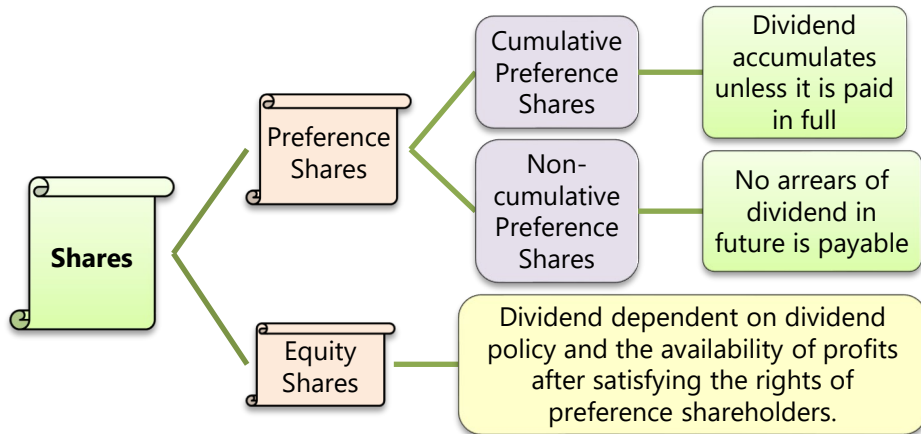 Shares
Preference
Shares
Cumulative
Preference
Shares
Dividend
accumulates
unless it is paid
in full
Non-
cumulative
Preference
Shares
No arrears of
dividend in
future is payable
Equity
Shares
Dividend dependent on dividend
policy and the availability of profits
after satisfying the rights of
preference shareholders.